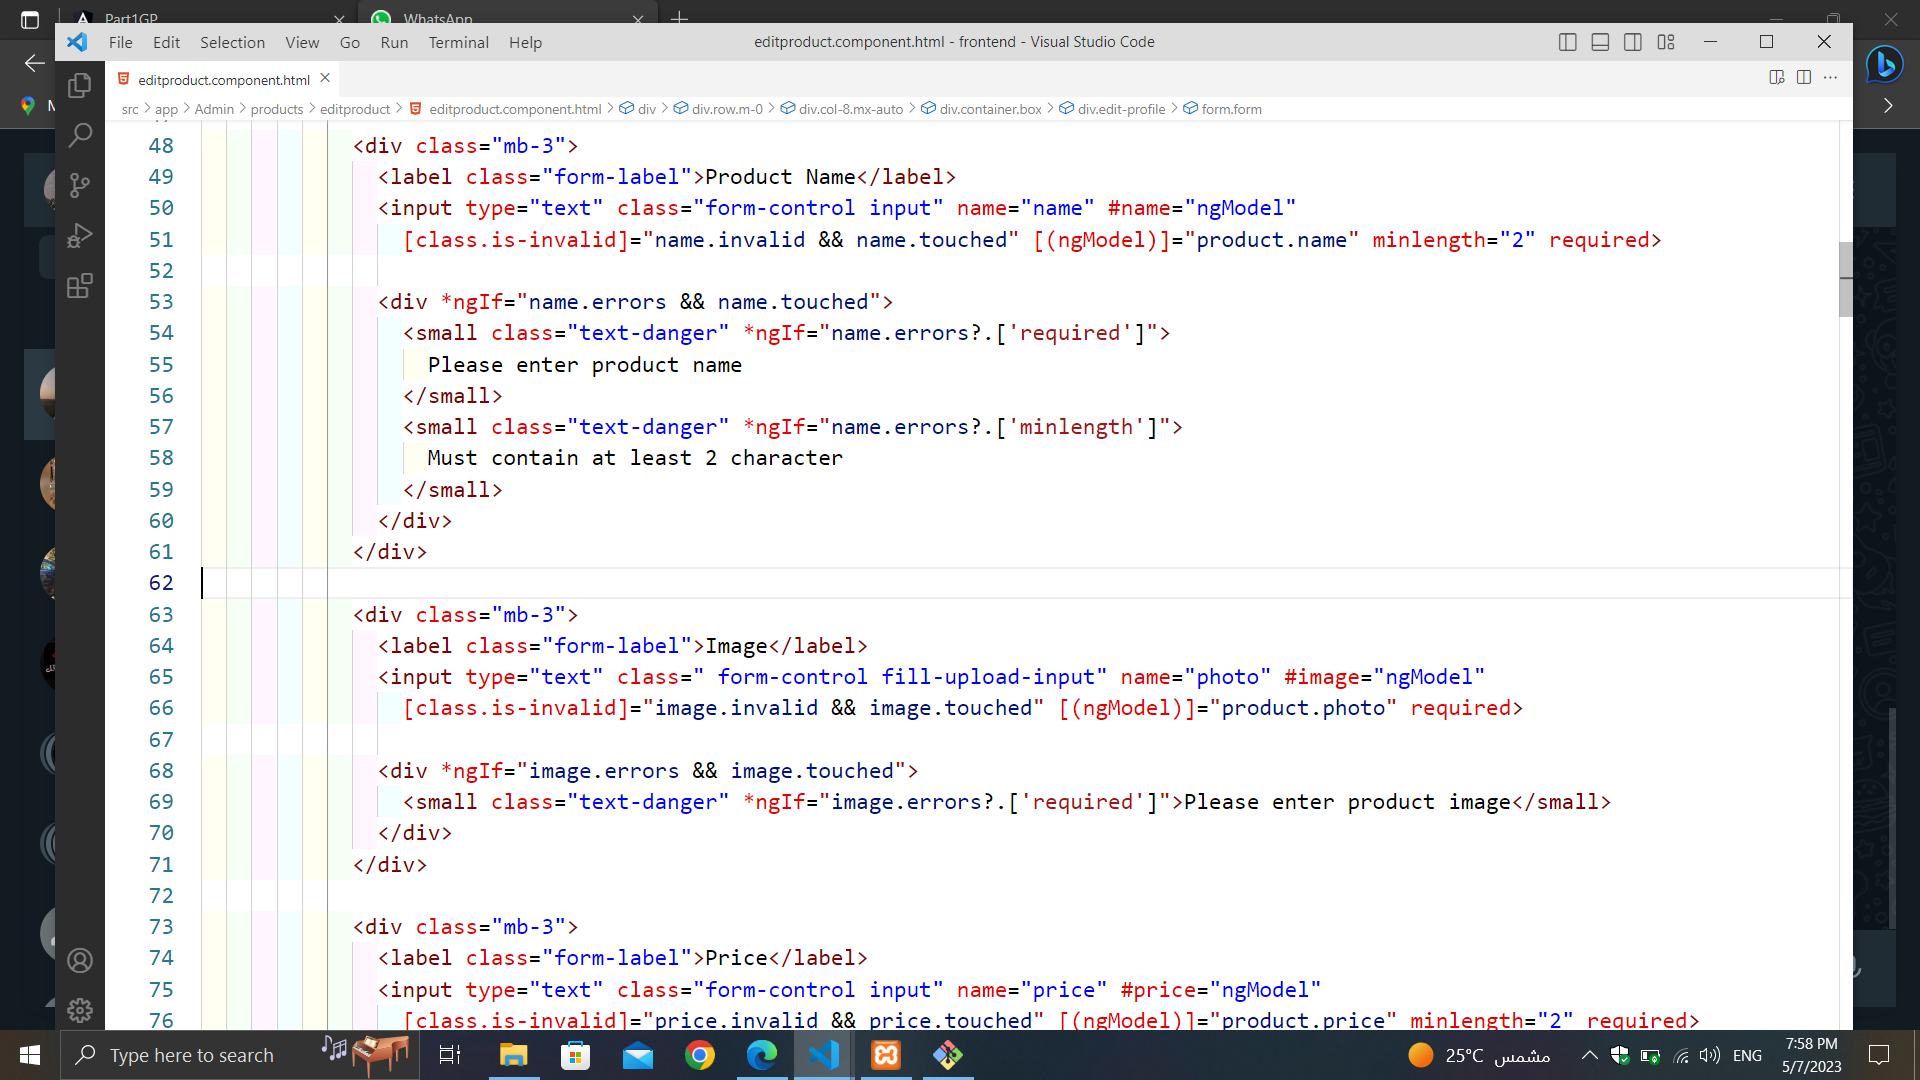 Part1GP
WhatsApp
File Edit Selection View Go Run Terminal Help
editproduct.component.html - frontend - Visual Studio Code
editproduct.component.html
src > app > Admin > products > editproduct > editproduct.component.html > div > div.row.m-0 > div.col-8.mx-auto > div.container.box > div.edit-profile > form.form
48 <div class="mb-3">
49 <label class="form-label">Product Name</label>
50 <input type="text" class="form-control input" name="name" #name="ngModel"
51 [class.is-invalid]="name.invalid && name.touched" [(ngModel)]="product.name" minlength="2" required>
52
53 <div *ngIf="name.errors && name.touched">
54 <small class="text-danger" *ngIf="name.errors?.['required']">
55 Please enter product name
56 </small>
57 <small class="text-danger" *ngIf="name.errors?.['minlength']">
58 Must contain at least 2 character
59 </small>
60 </div>
61 </div>
62
63 <div class="mb-3">
64 <label class="form-label">Image</label>
65 <input type="text" class=" form-control fill-upload-input" name="photo" #image="ngModel"
66 [class.is-invalid]="image.invalid && image.touched" [(ngModel)]="product.photo" required>
67
68 <div *ngIf="image.errors && image.touched">
69 <small class="text-danger" *ngIf="image.errors?.['required']">Please enter product image</small>
70 </div>
71 </div>
72
73 <div class="mb-3">
74 <label class="form-label">Price</label>
75 <input type="text" class="form-control input" name="price" #price="ngModel"
76 [class.is-invalid]="price.invalid && price.touched" [(ngModel)]="product.price" minlength="2" required>
Type here to search
25°C مشمس
ENG
7:58 PM
5/7/2023